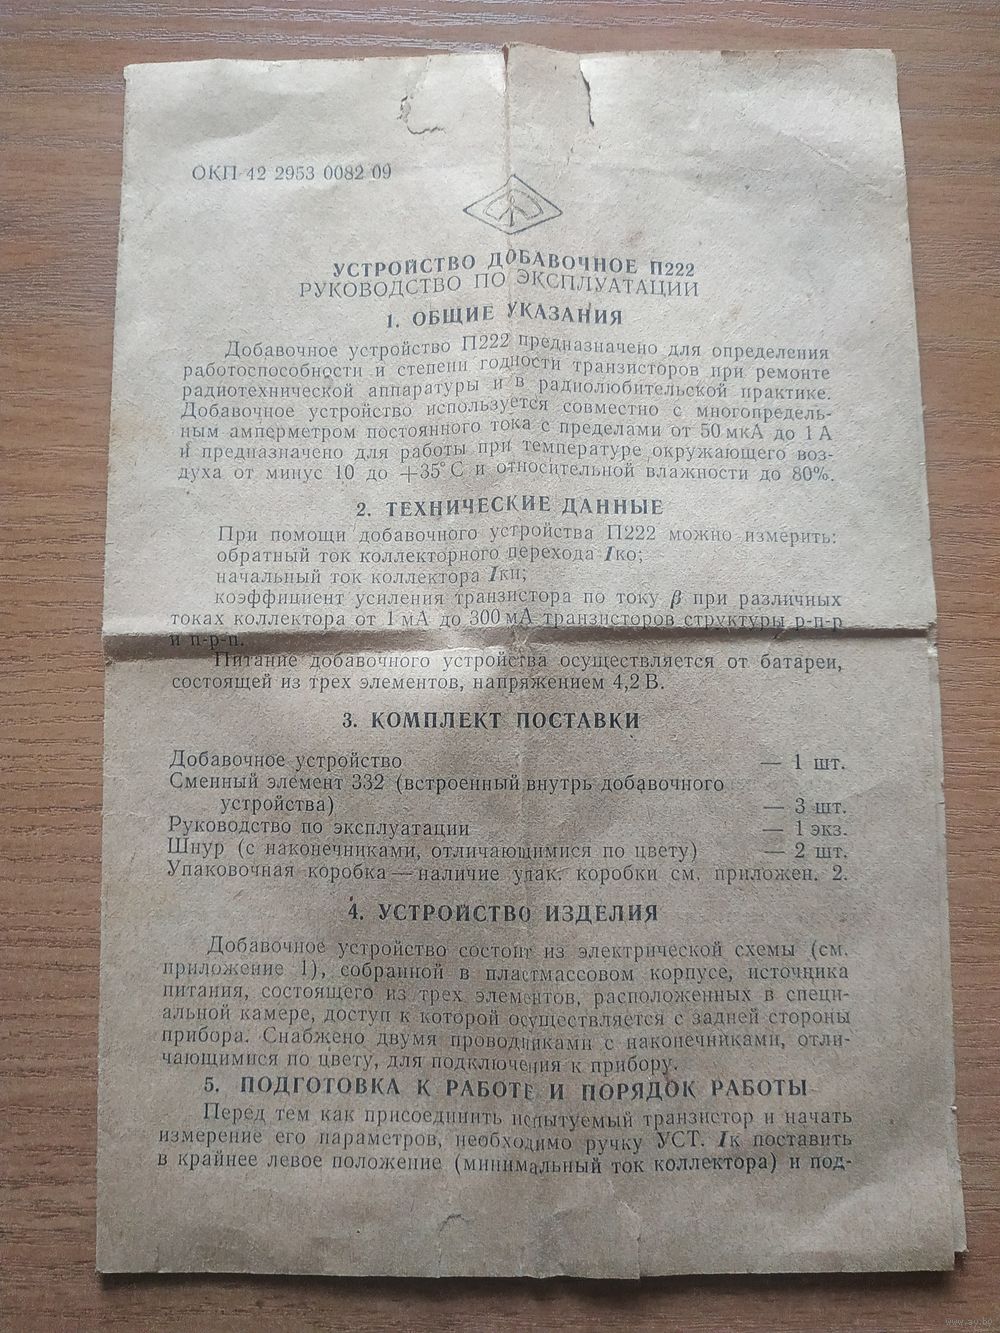 ОКП 42 2953 0082 09
УСТРОЙСТВО ДОБАВОЧНОЕ П222
РУКОВОДСТВО ПО ЭКСПЛУАТАЦИИ
1. ОБЩИЕ УКАЗАНИЯ
Добавочное устройство П222 предназначено для определения
работоспособности и степени годности транзисторов при ремонте
радиотехнической аппаратуры и в радиолюбительской практике.
Добавочное устройство используется совместно с многопредель-
ным амперметром постоянного тока с пределами от 50 мкА до 1 А
и предназначено для работы при температуре окружающего воз-
духа от минус 10 до +35°С и относительной влажности до 80%.
2. ТЕХНИЧЕСКИЕ ДАННЫЕ
При помощи добавочного устройства П222 можно измерить:
обратный ток коллекторного перехода Iко;
начальный ток коллектора Iкн;
коэффициент усиления транзистора по току β при различных
токах коллектора от 1 мА до 300 мА транзисторов структуры р-п-р
и п-р-п.
Питание добавочного устройства осуществляется от батареи,
состоящей из трех элементов, напряжением 4,2 В.
3. КОМПЛЕКТ ПОСТАВКИ
Добавочное устройство — 1 шт.
Сменный элемент 332 (встроенный внутрь добавочного
устройства) — 3 шт.
Руководство по эксплуатации — 1 экз.
Шнур (с наконечниками, отличающимися по цвету) — 2 шт.
Упаковочная коробка — наличие упак. коробки см. приложен. 2.
4. УСТРОЙСТВО ИЗДЕЛИЯ
Добавочное устройство состоит из электрической схемы (см.
приложение 1), собранной в пластмассовом корпусе, источника
питания, состоящего из трех элементов, расположенных в специ-
альной камере, доступ к которой осуществляется с задней стороны
прибора. Снабжено двумя проводниками с наконечниками, отли-
чающимися по цвету, для подключения к прибору.
5. ПОДГОТОВКА К РАБОТЕ И ПОРЯДОК РАБОТЫ
Перед тем как присоединить испытуемый транзистор и начать
измерение его параметров, необходимо ручку УСТ. Iк поставить
в крайнее левое положение (минимальный ток коллектора) и под-
www.ay.by